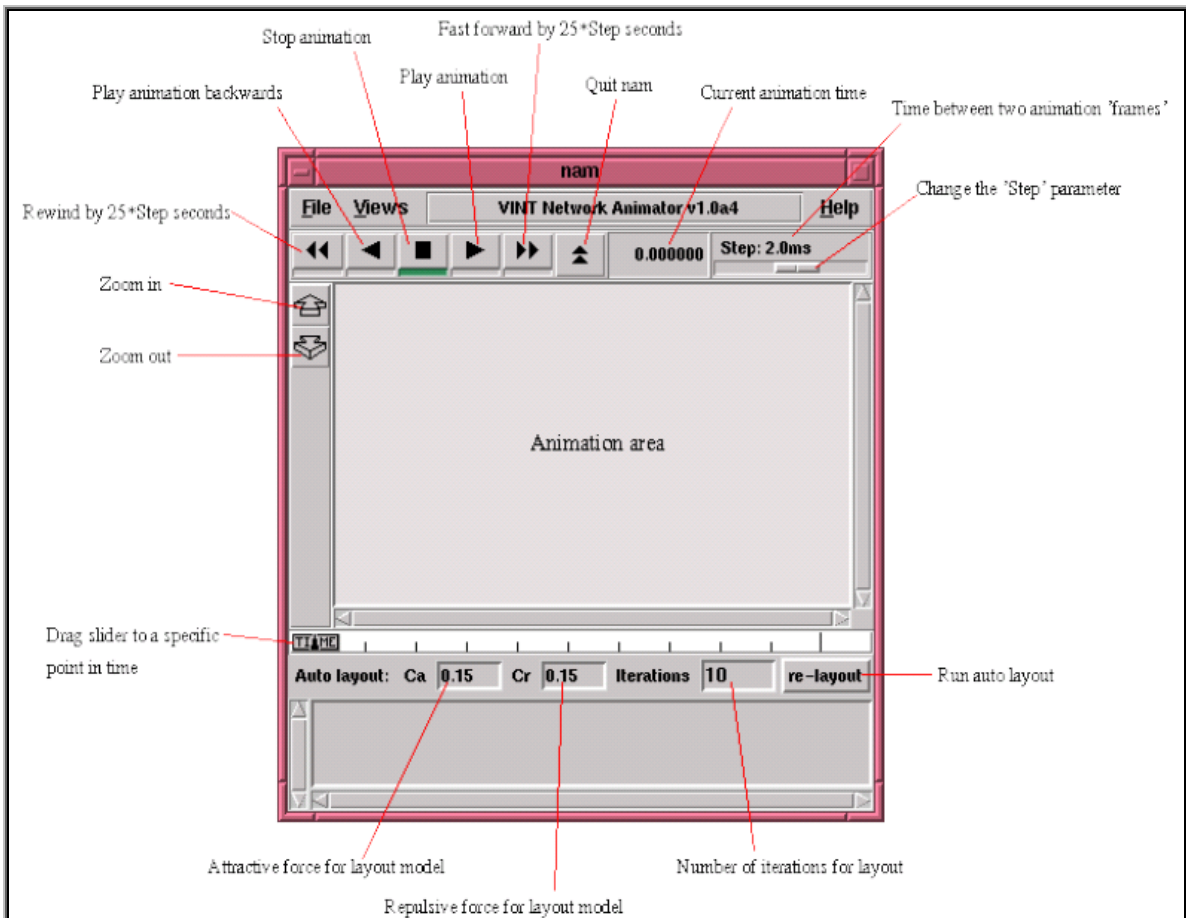 Fast forward by 25*Step seconds
Stop animation
Play animation
Quit nam
Play animation backwards
Current animation time
Time between two animation 'frames'
nam
Change the 'Step' parameter
File Views VINT Network Animator v1.0a4 Help
Rewind by 25*Step seconds
0.000000 Step: 2.0ms
Zoom in
Zoom out
Animation area
Drag slider to a specific
point in time
TIME
Auto layout: Ca 0.15 Cr 0.15 Iterations 10 re-layout
Run auto layout
Attractive force for layout model
Number of iterations for layout
Repulsive force for layout model